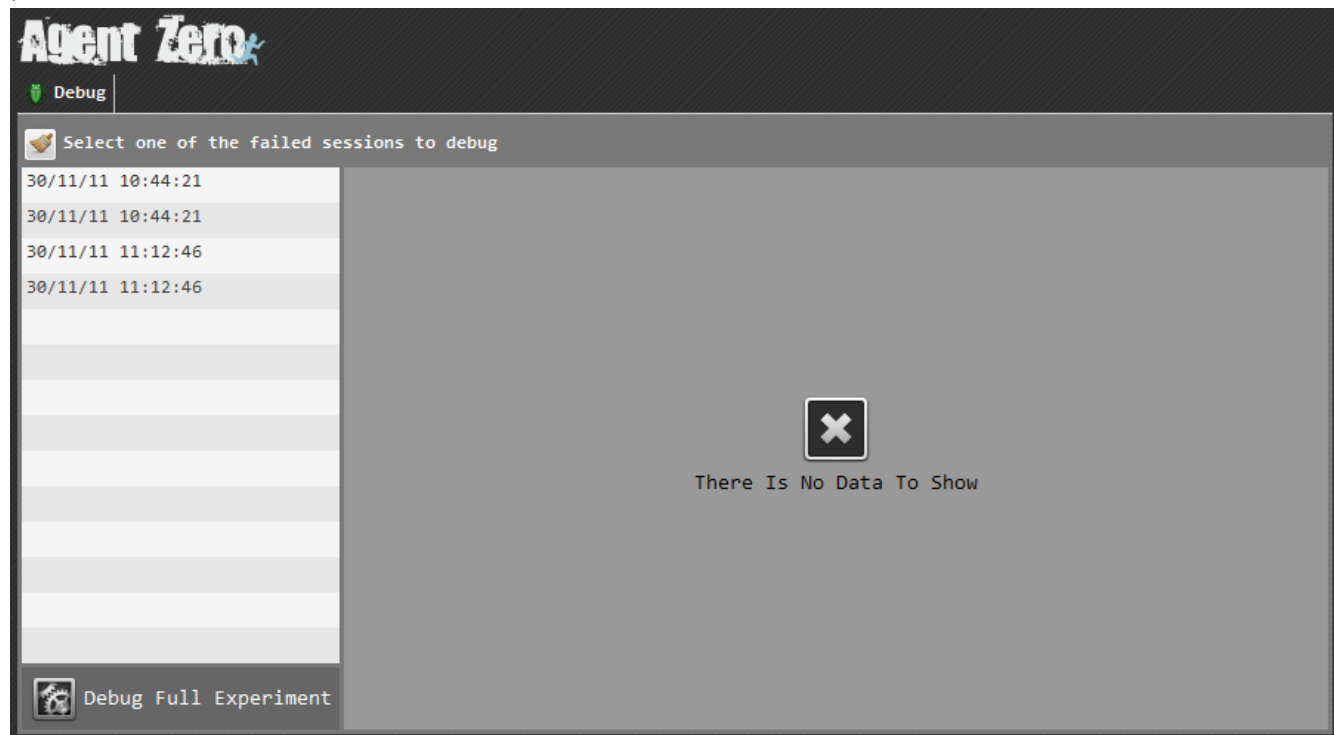 Agent Zero
Debug
Select one of the failed sessions to debug
30/11/11 10:44:21
30/11/11 10:44:21
30/11/11 11:12:46
30/11/11 11:12:46
There Is No Data To Show
Debug Full Experiment